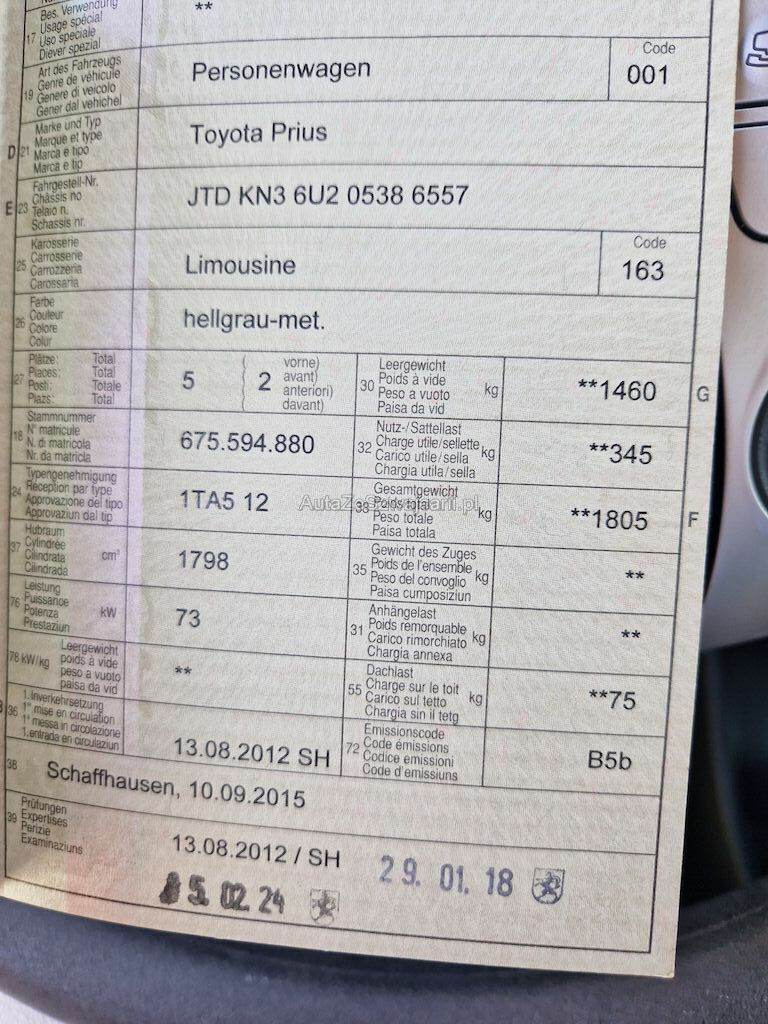 Bes. Verwendung
17 Usage spécial **
Uso speciale
Diever spezial
Art des Fahrzeugs
Genre de véhicule
19 Genere di veicolo
Gener dal vehichel
Personenwagen
Code
001
Marke und Typ
D 21 Marque et type
Marca e tipo
Marca e tip
Toyota Prius
Fahrgestell-Nr.
E 23 Châssis no
Telaio n.
Schassis nr.
JTD KN3 6U2 0538 6557
Karosserie
25 Carrosserie
Carrozzeria
Carossaria
Limousine
Code
163
Farbe
26 Couleur
Colore
Colur
hellgrau-met.
Plätze: Total
27 Places: Total
Posti: Totale
Plazs: Total
5
( 2 vorne)
avant)
anteriori)
davant)
Leergewicht
30 Poids à vide kg
Peso a vuoto
Paisa da vid
**1460
G
Stammnummer
18 N° matricule
N. di matricola
Nr. da matricla
675.594.880
Nutz-/Sattellast
32 Charge utile/sellette kg
Carico utile/sella
Chargia utila/sella
**345
Typengenehmigung
24 Réception par type
Approvazione del tipo
Approvaziun dal tip
1TA5 12
Gesamtgewicht
33 Poids total kg
Peso totale
Paisa totala
**1805
F
Hubraum
37 Cylindrée cm³
Cilindrata
Cilindrada
1798
Gewicht des Zuges
35 Poids de l'ensemble kg
Peso del convoglio
Paisa cumposiziun
**
Leistung
76 Puissance kW
Potenza
Prestaziun
73
Anhängelast
31 Poids remorquable kg
Carico rimorchiato
Chargia annexa
**
Leergewicht
78 kW/kg poids à vide
peso a vuoto
paisa da vid
**
Dachlast
55 Charge sur le toit kg
Carico sul tetto
Chargia sin il tetg
**75
1. Inverkehrsetzung
36 1re mise en circulation
1a messa in circolazione
1. entrada en circulaziun
13.08.2012 SH
Emissionscode
72 Code émissions
Codice emissioni
Code d'emissiuns
B5b
38 Schaffhausen, 10.09.2015
Prüfungen
39 Expertises
Perizie
Examinaziuns
13.08.2012 / SH
29. 01. 18
5. 02. 24
AutaZeSzwajcarii.pl